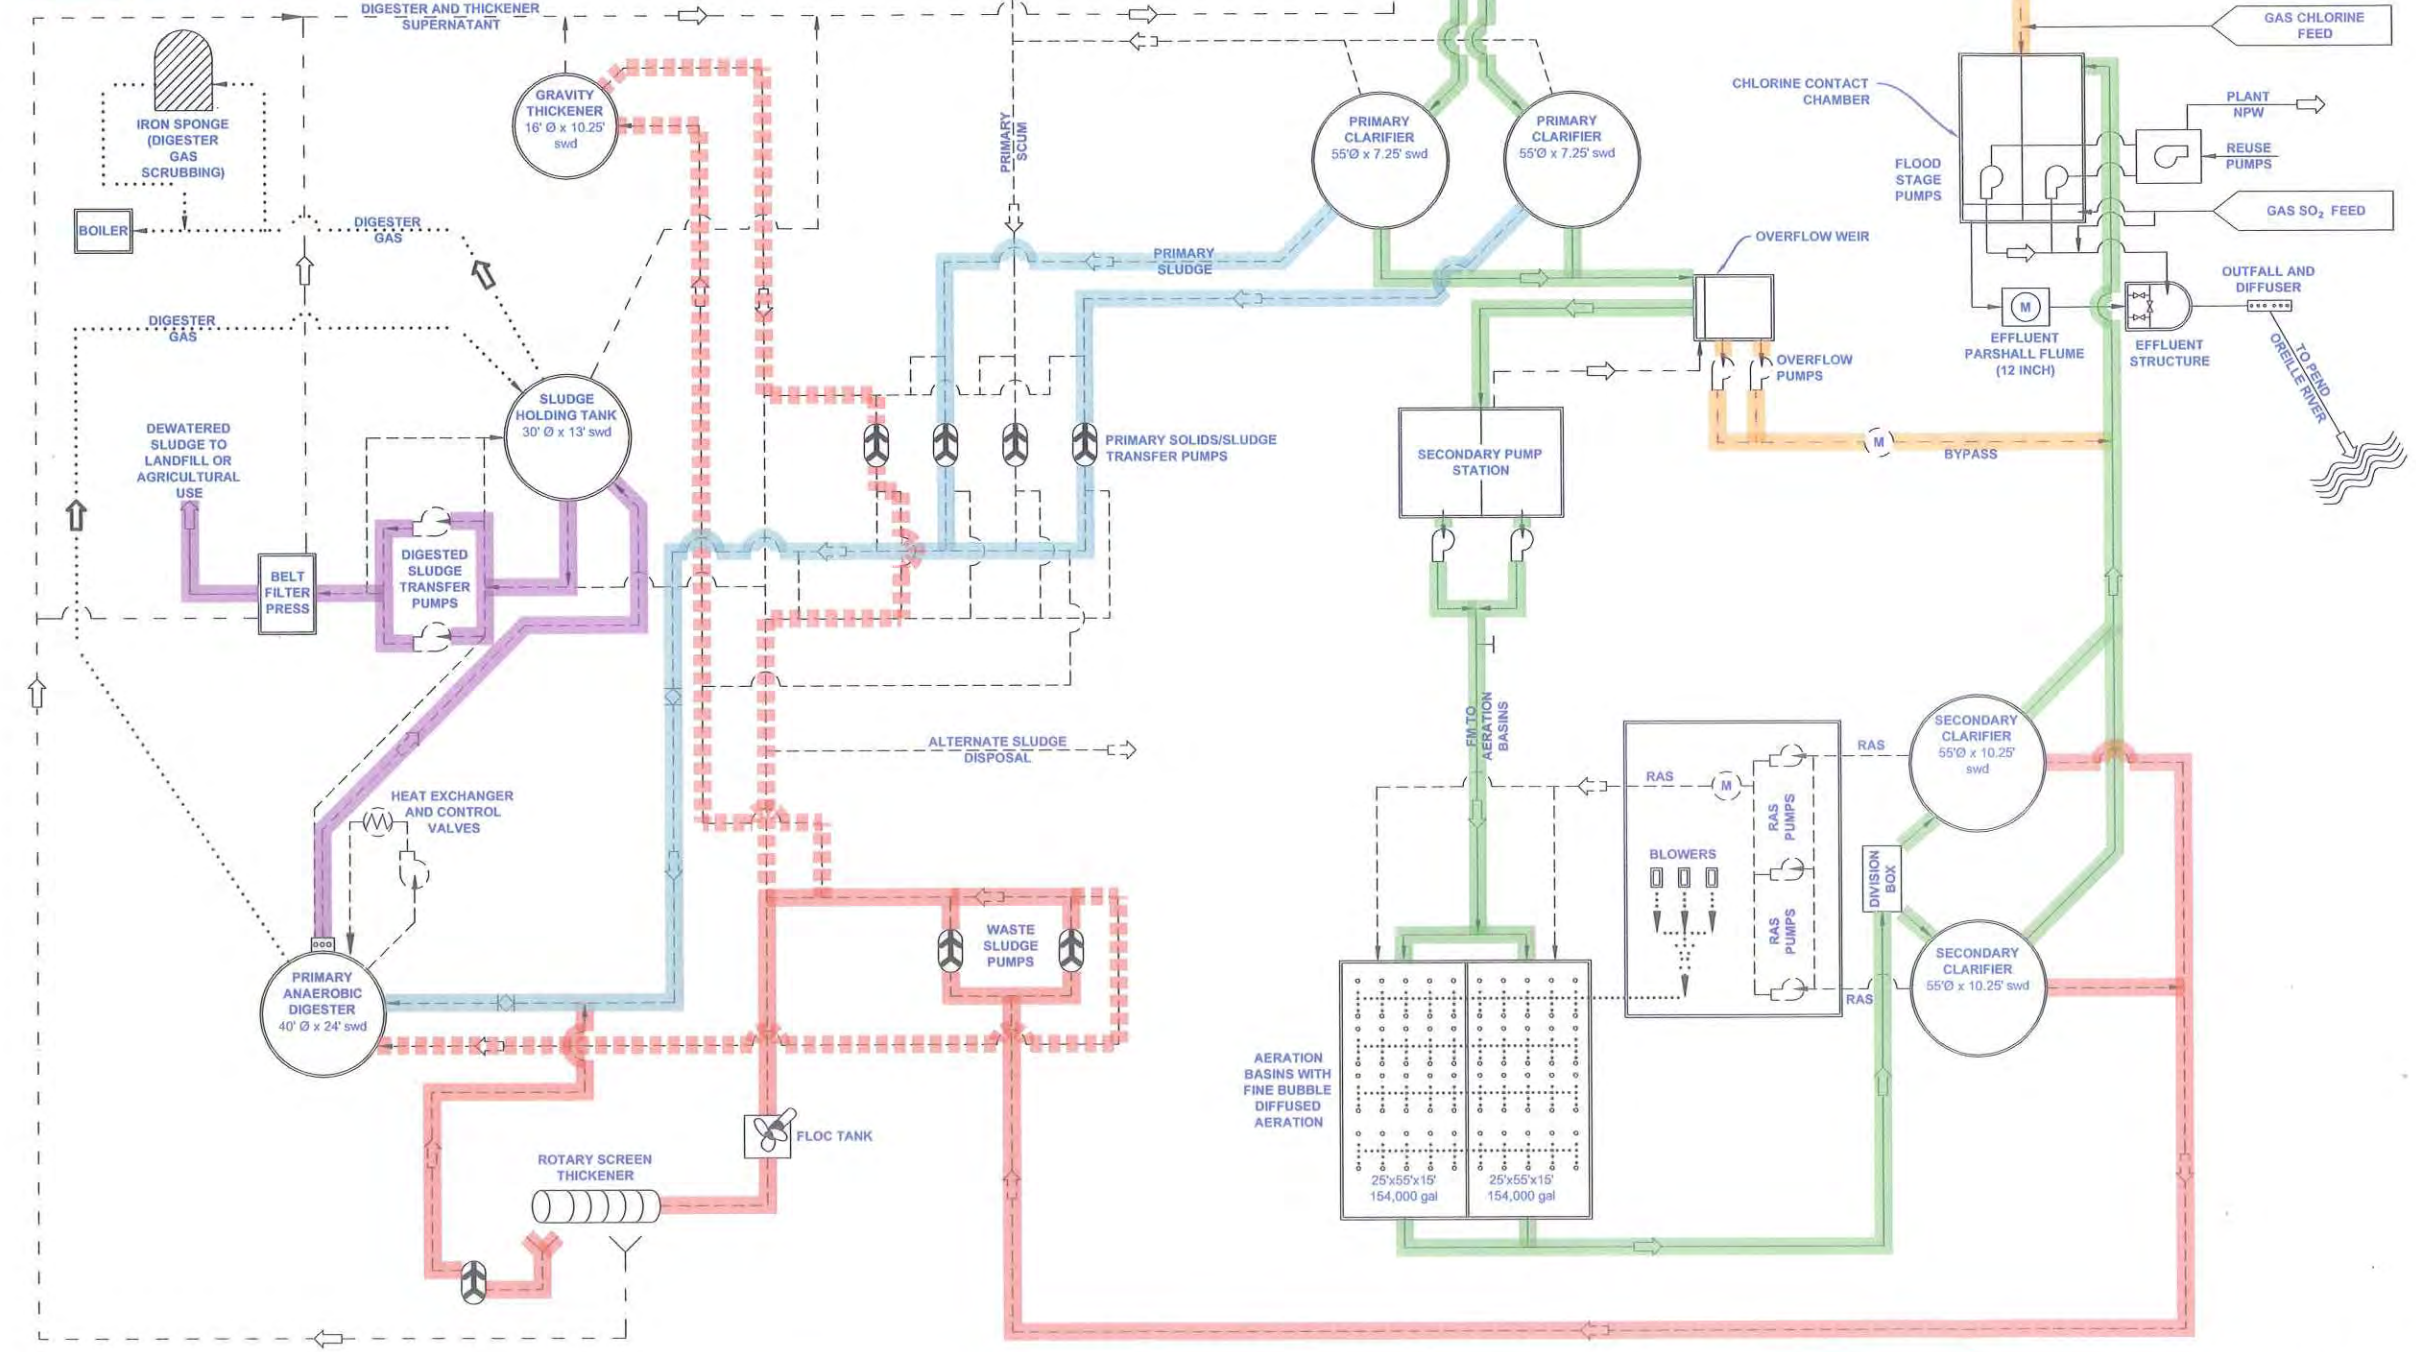 DIGESTER AND THICKENER
SUPERNATANT
GAS CHLORINE
FEED
IRON SPONGE
(DIGESTER
GAS
SCRUBBING)
GRAVITY
THICKENER
16' Ø x 10.25'
swd
PRIMARY
SCUM
PRIMARY
CLARIFIER
55'Ø x 7.25' swd
PRIMARY
CLARIFIER
55'Ø x 7.25' swd
CHLORINE CONTACT
CHAMBER
PLANT
NPW
REUSE
PUMPS
FLOOD
STAGE
PUMPS
GAS SO₂ FEED
BOILER
DIGESTER
GAS
PRIMARY
SLUDGE
OVERFLOW WEIR
OUTFALL AND
DIFFUSER
DIGESTER
GAS
M
EFFLUENT
PARSHALL FLUME
(12 INCH)
EFFLUENT
STRUCTURE
TO PEND
OREILLE RIVER
OVERFLOW
PUMPS
SLUDGE
HOLDING TANK
30' Ø x 13' swd
DEWATERED
SLUDGE TO
LANDFILL OR
AGRICULTURAL
USE
PRIMARY SOLIDS/SLUDGE
TRANSFER PUMPS
SECONDARY PUMP
STATION
M
BYPASS
BELT
FILTER
PRESS
DIGESTED
SLUDGE
TRANSFER
PUMPS
FM TO
AERATION
BASINS
ALTERNATE SLUDGE
DISPOSAL
SECONDARY
CLARIFIER
55'Ø x 10.25'
swd
RAS
RAS
M
RAS
PUMPS
HEAT EXCHANGER
AND CONTROL
VALVES
BLOWERS
DIVISION
BOX
RAS
PUMPS
WASTE
SLUDGE
PUMPS
SECONDARY
CLARIFIER
55'Ø x 10.25' swd
RAS
PRIMARY
ANAEROBIC
DIGESTER
40' Ø x 24' swd
AERATION
BASINS WITH
FINE BUBBLE
DIFFUSED
AERATION
FLOC TANK
ROTARY SCREEN
THICKENER
25'x55'x15'
154,000 gal
25'x55'x15'
154,000 gal